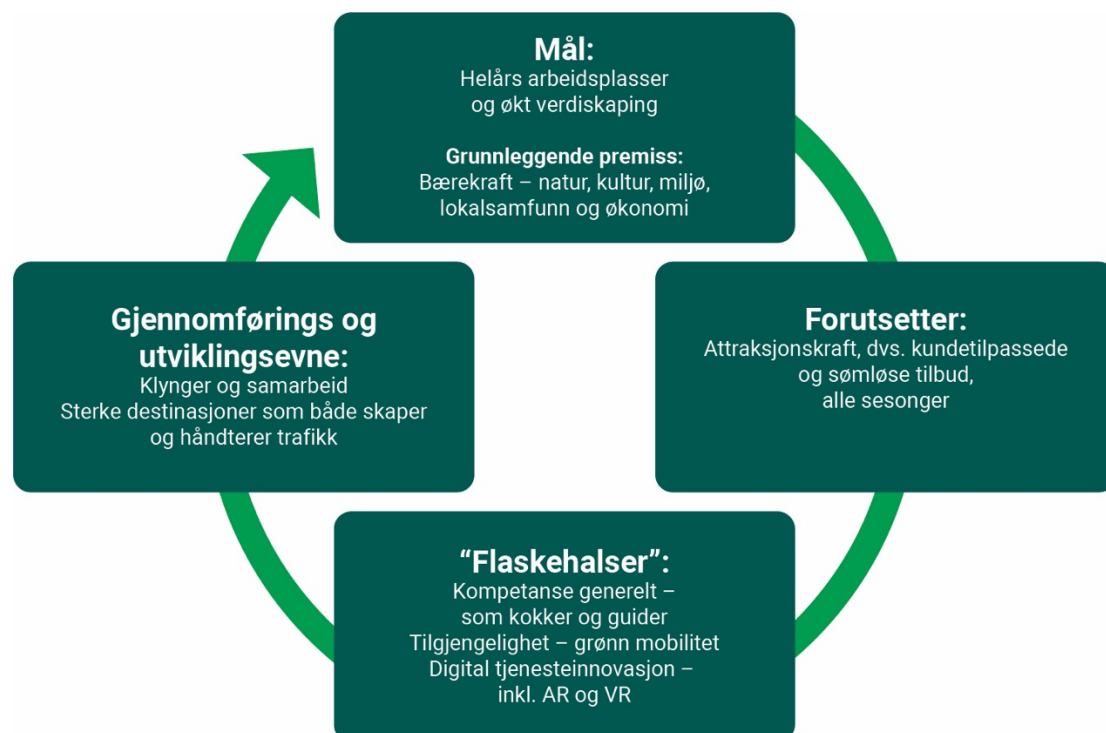 Mål:
Helårs arbeidsplasser
og økt verdiskaping
Grunnleggende premiss:
Bærekraft – natur, kultur, miljø,
lokalsamfunn og økonomi
Forutsetter:
Attraksjonskraft, dvs. kundetilpassede
og sømløse tilbud,
alle sesonger
“Flaskehalser”:
Kompetanse generelt –
som kokker og guider
Tilgjengelighet – grønn mobilitet
Digital tjenesteinnovasjon –
inkl. AR og VR
Gjennomførings og
utviklingsevne:
Klynger og samarbeid
Sterke destinasjoner som både skaper
og håndterer trafikk